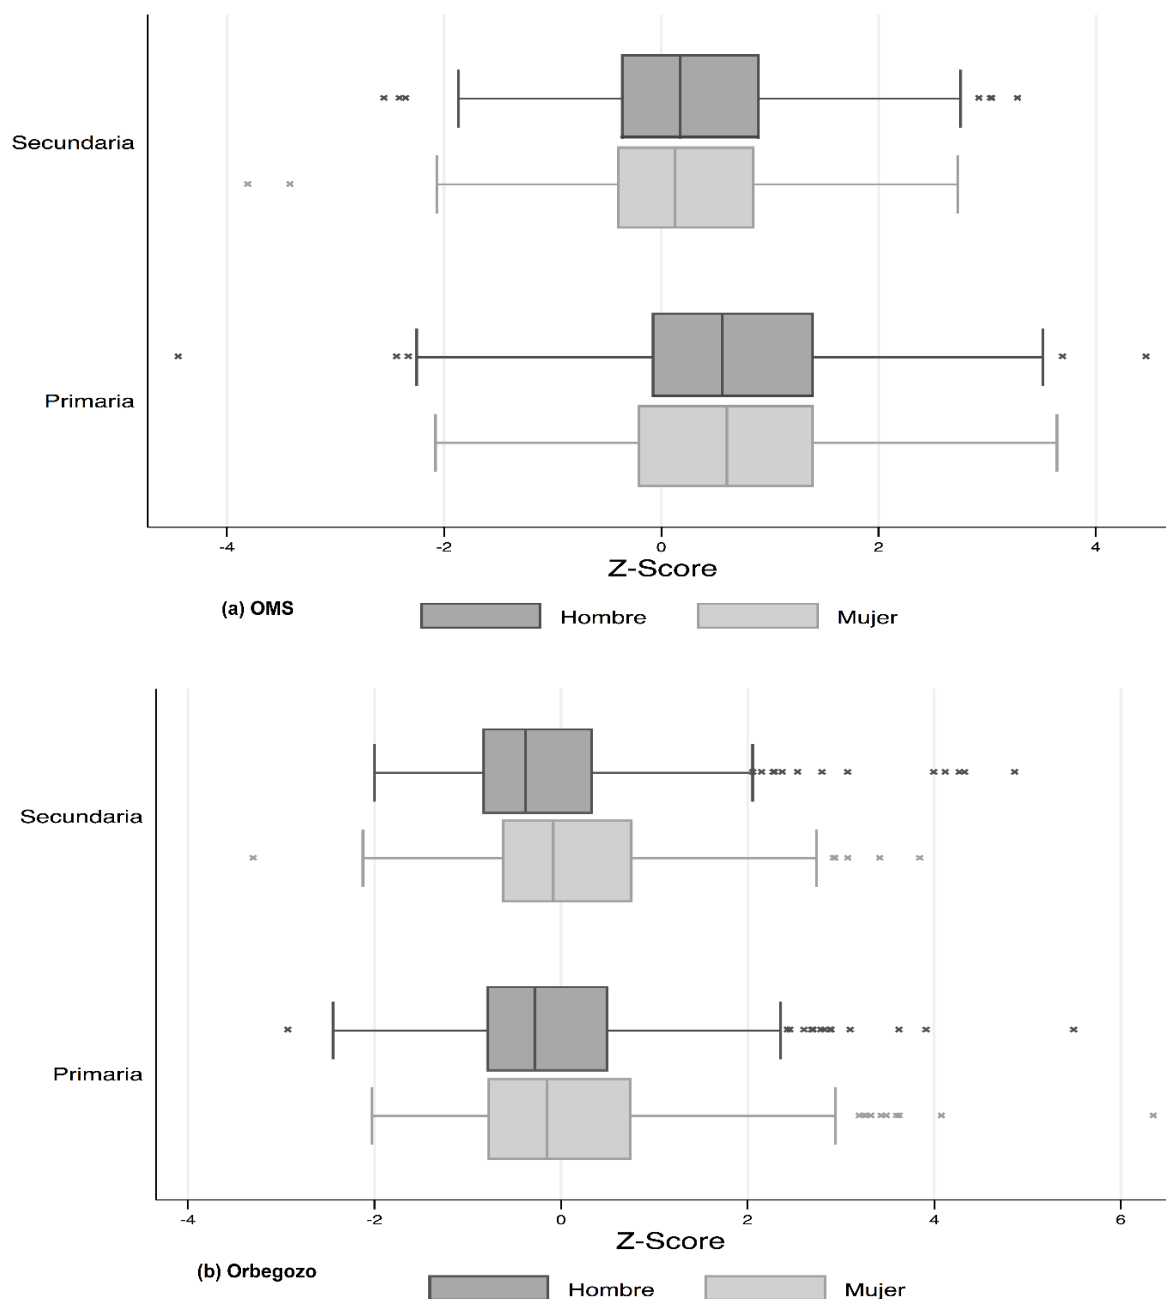 Secundaria
Primaria
-4 -2 0 2 4
Z-Score
(a) OMS
Hombre Mujer
Secundaria
Primaria
-4 -2 0 2 4 6
Z-Score
(b) Orbegozo
Hombre Mujer